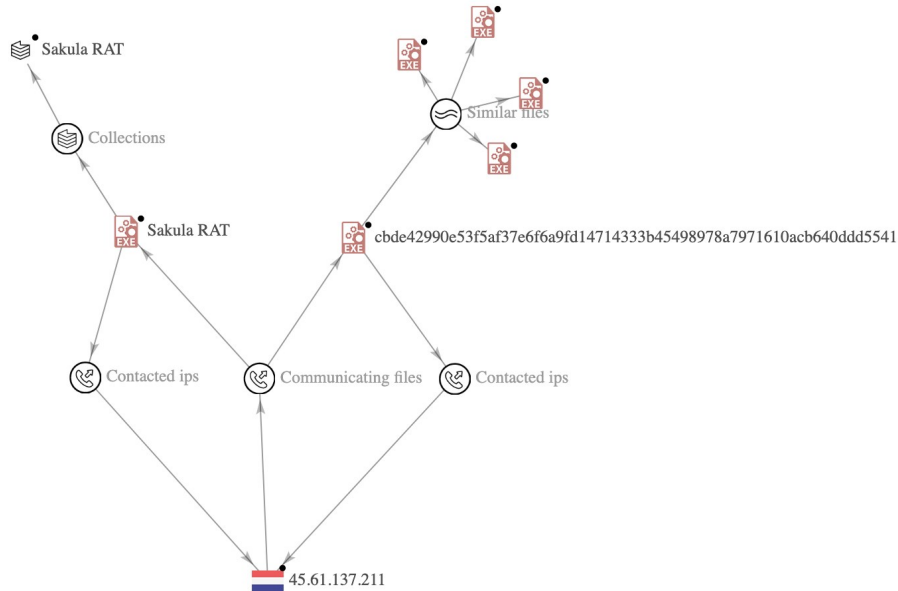 Sakula RAT
EXE
EXE
Collections
EXE
Similar files
EXE
EXE
Sakula RAT
EXE
cbde42990e53f5af37e6f6a9fd14714333b45498978a7971610acb640ddd5541
Contacted ips
Communicating files
Contacted ips
45.61.137.211